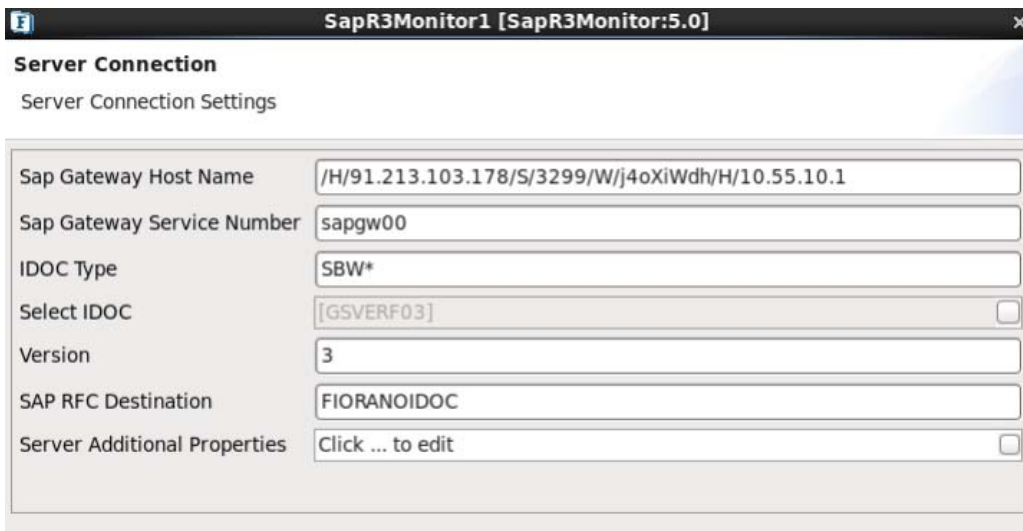 SapR3Monitor1 [SapR3Monitor:5.0]
Server Connection
Server Connection Settings
Sap Gateway Host Name /H/91.213.103.178/S/3299/W/j4oXiWdh/H/10.55.10.1
Sap Gateway Service Number sapgw00
IDOC Type SBW*
Select IDOC [GSVERF03]
Version 3
SAP RFC Destination FIORANOIDOC
Server Additional Properties Click ... to edit